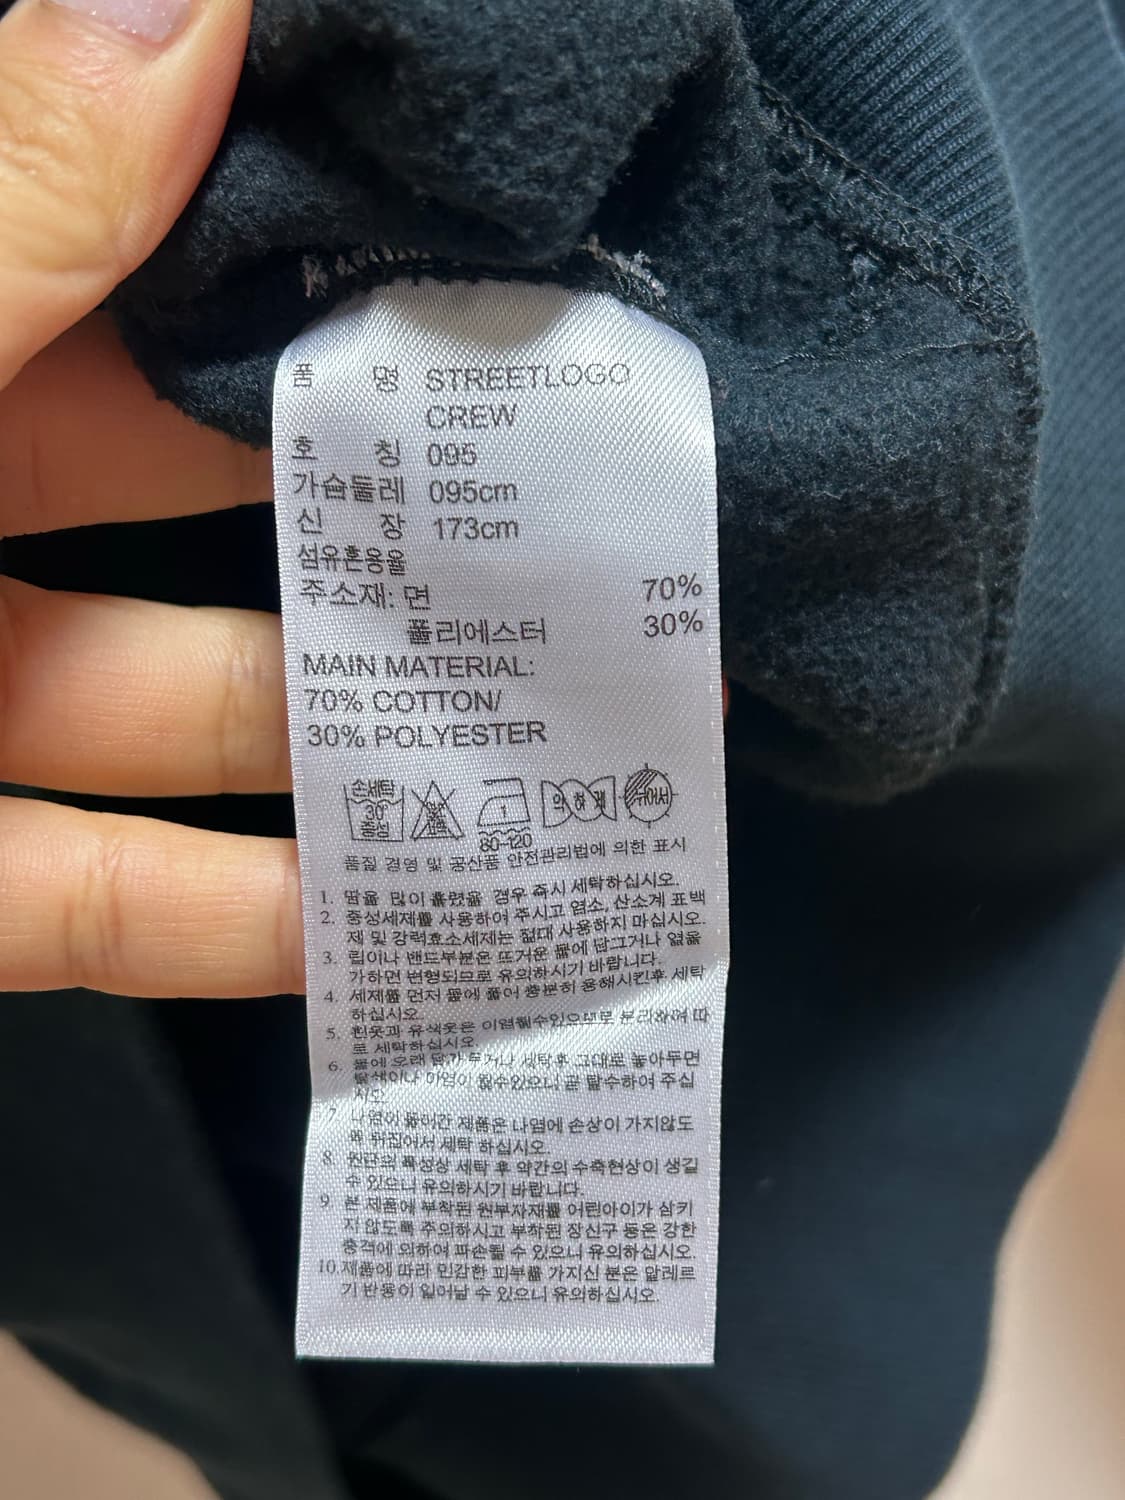 품 명 STREETLOGO
CREW
호 칭 095
가슴둘레 095cm
신 장 173cm
섬유혼용율
주소재: 면 70%
폴리에스터 30%
MAIN MATERIAL:
70% COTTON/
30% POLYESTER
손세탁
30
중성
1
80-120
뉘어서
품질 경영 및 공산품 안전관리법에 의한 표시
1. 땀을 많이 흘렸을 경우 즉시 세탁하십시오.
2. 중성세제를 사용하여 주시고 염소, 산소계 표백
제 및 강력효소세제는 절대 사용하지 마십시오.
3. 립이나 밴드부분은 뜨거운 물에 담그거나 열을
가하면 변형되므로 유의하시기 바랍니다.
4. 세제를 먼저 물에 풀어 충분히 용해시킨후 세탁
하십시오.
5. 흰옷과 유색옷은 이염될수있으므로 분리하여 따
로 세탁하십시오.
6. 물에 오래 담가 두거나 세탁후 그대로 놓아두면
탈색이나 이염이 될수있으니 곧 탈수하여 주십
시오.
7. 나염이 들어간 제품은 나염에 손상이 가지않도
록 뒤집어서 세탁 하십시오.
8. 원단의 특성상 세탁 후 약간의 수축현상이 생길
수 있으니 유의하시기 바랍니다.
9 본 제품에 부착된 원부자재를 어린아이가 삼키
지 않도록 주의하시고 부착된 장신구 등은 강한
충격에 의하여 파손될 수 있으니 유의하십시오.
10.제품에 따라 민감한 피부를 가지신 분은 알레르
기 반응이 일어날 수 있으니 유의하십시오.